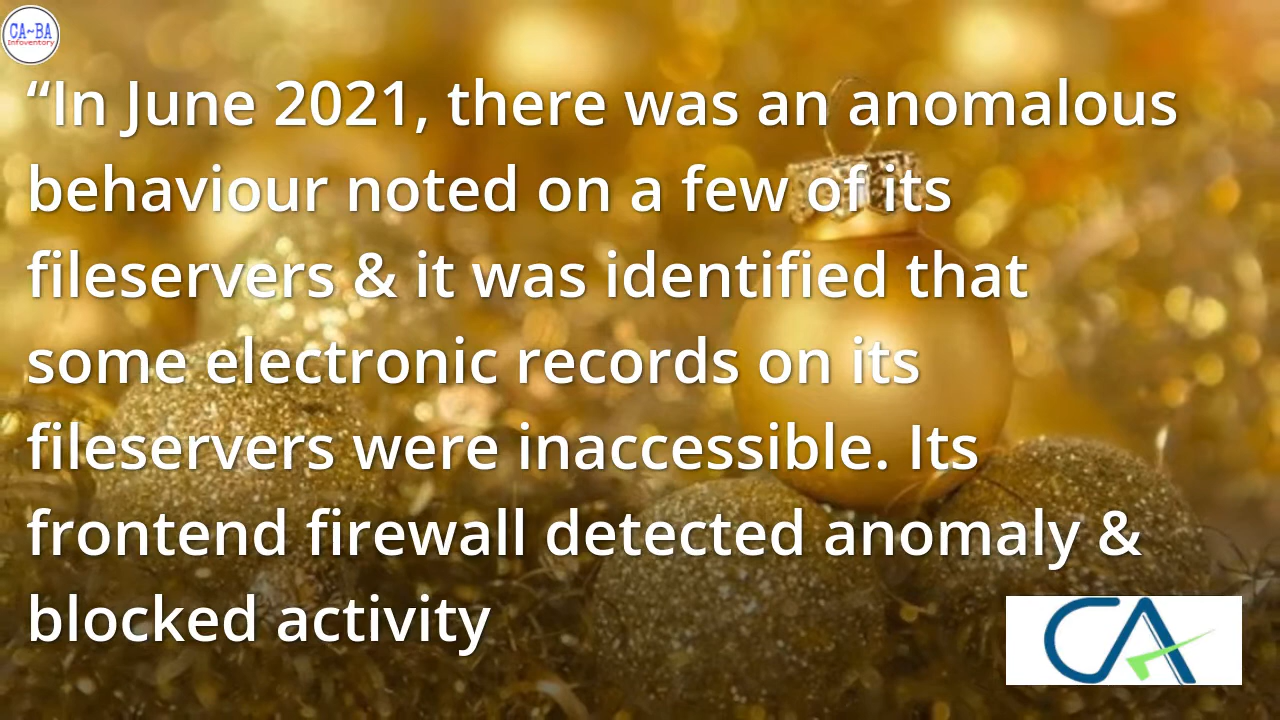 CA~BA
Infoventory
“In June 2021, there was an anomalous
behaviour noted on a few of its
fileservers & it was identified that
some electronic records on its
fileservers were inaccessible. Its
frontend firewall detected anomaly &
blocked activity
CA